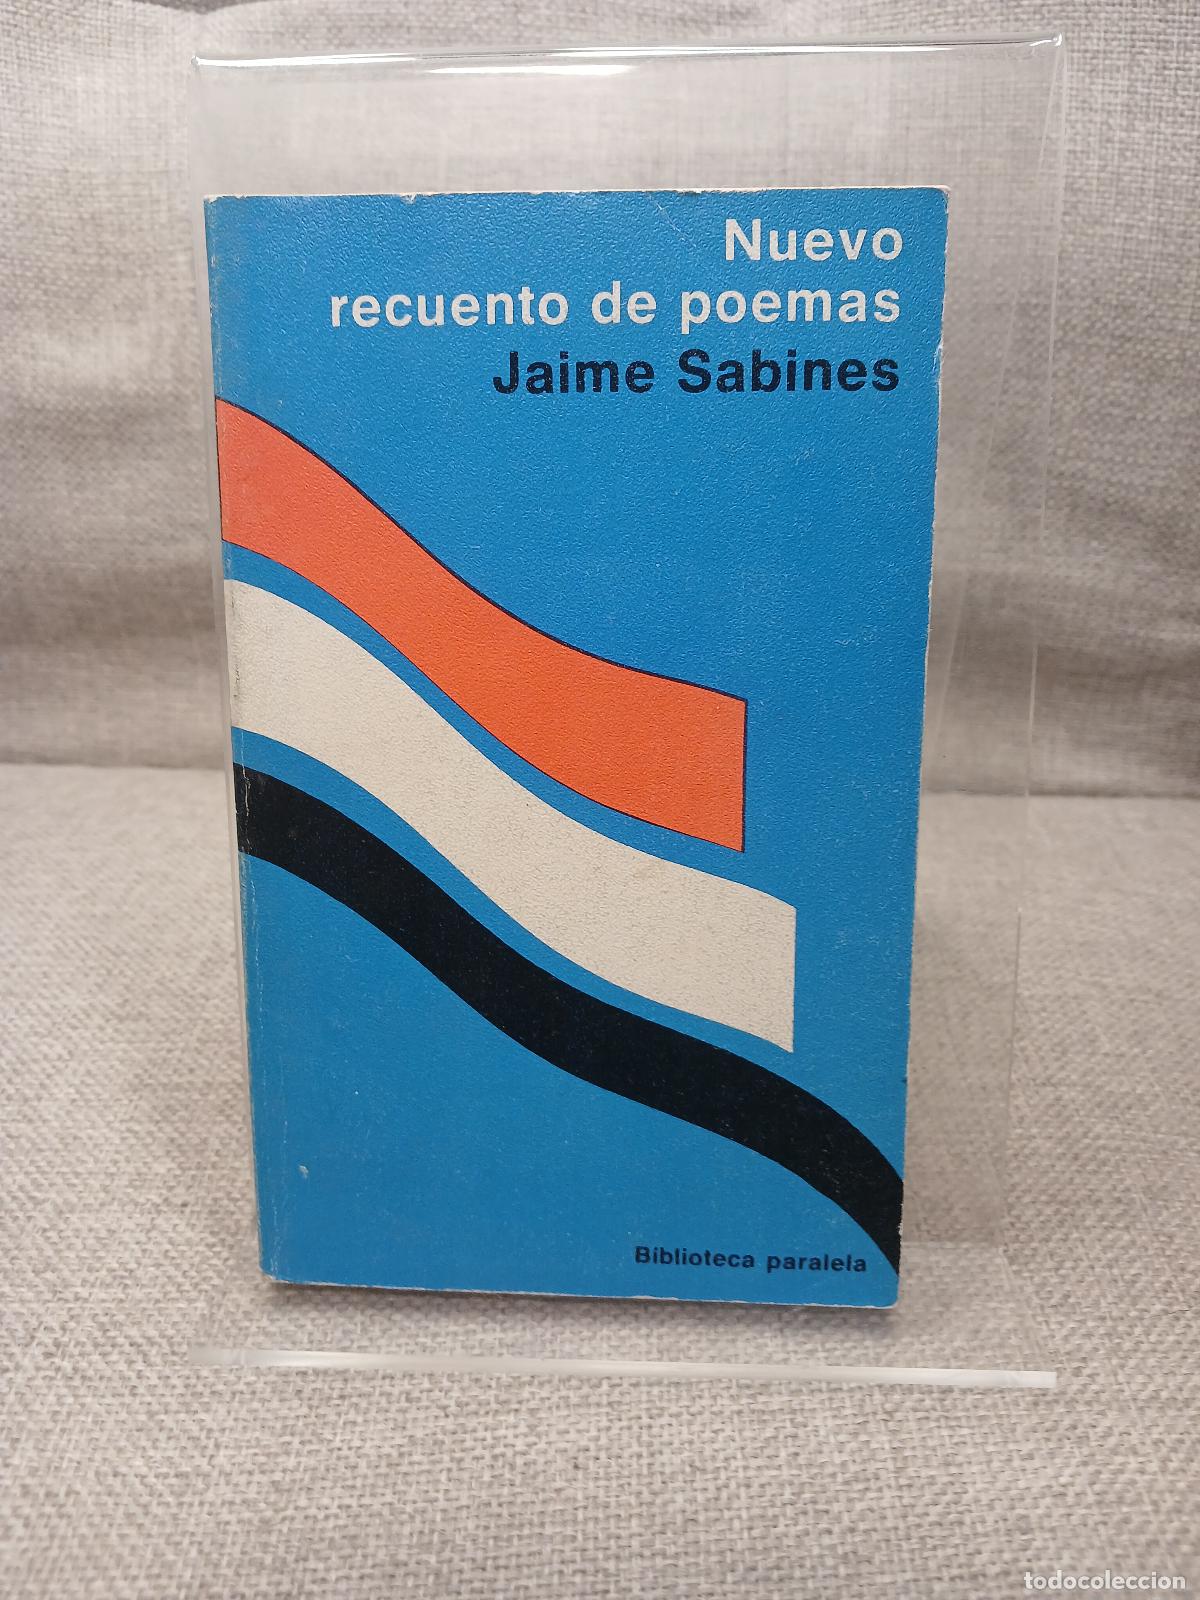 Nuevo
recuento de poemas
Jaime Sabines
Biblioteca paralela
todocoleccion